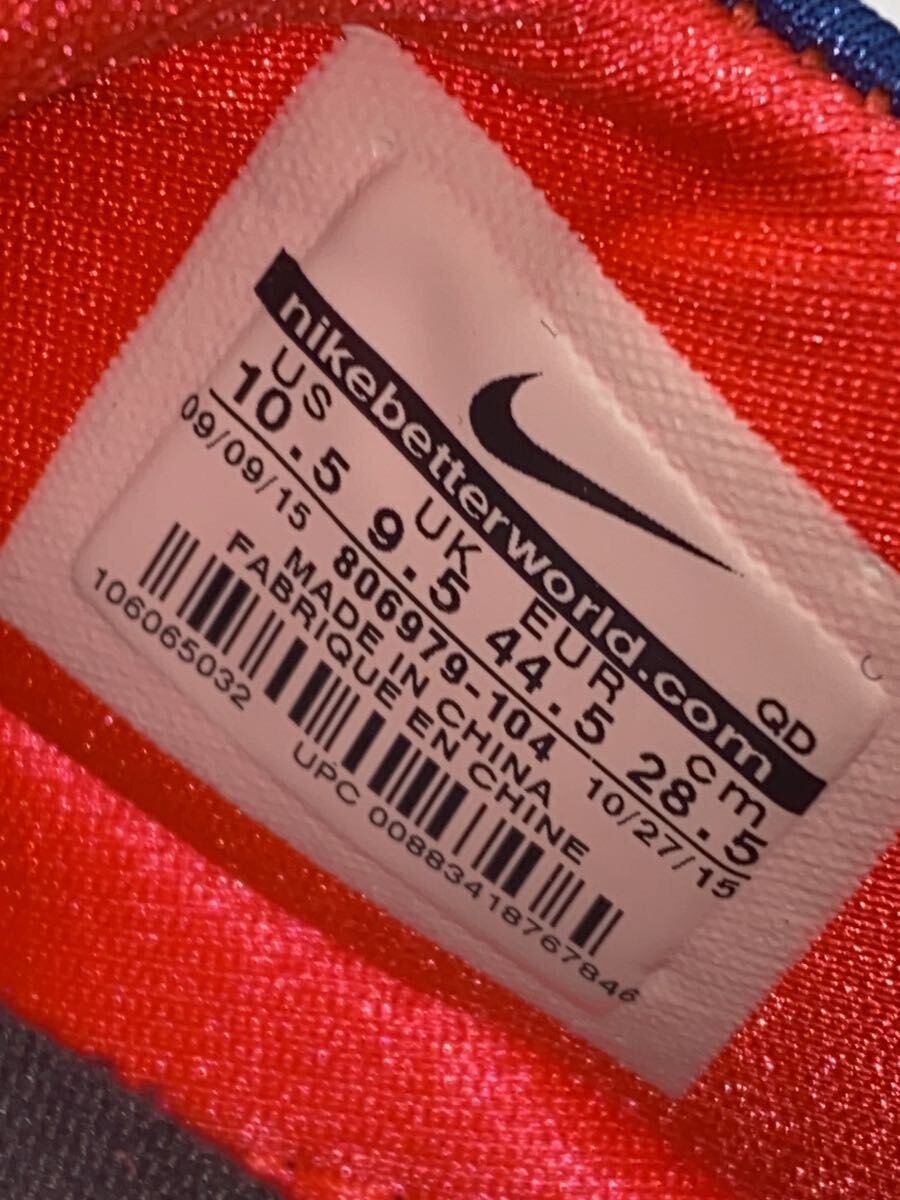 QD
nikebetterworld.com
US UK EUR cm
10.5 9.5 44.5 28.5
09/09/15 806979-104 10/27/15
MADE IN CHINA
FABRIQUE EN CHINE
106065032
UPC 00883418767846